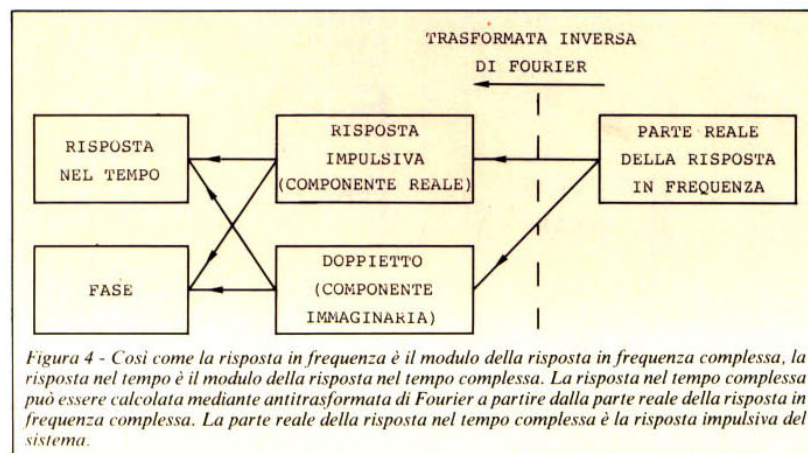 TRASFORMATA INVERSA
DI FOURIER
RISPOSTA
NEL TEMPO
RISPOSTA
IMPULSIVA
(COMPONENTE REALE)
PARTE REALE
DELLA RISPOSTA
IN FREQUENZA
FASE
DOPPIETTO
(COMPONENTE
IMMAGINARIA)
Figura 4 - Così come la risposta in frequenza è il modulo della risposta in frequenza complessa, la
risposta nel tempo è il modulo della risposta nel tempo complessa. La risposta nel tempo complessa
può essere calcolata mediante antitrasformata di Fourier a partire dalla parte reale della risposta in
frequenza complessa. La parte reale della risposta nel tempo complessa è la risposta impulsiva del
sistema.